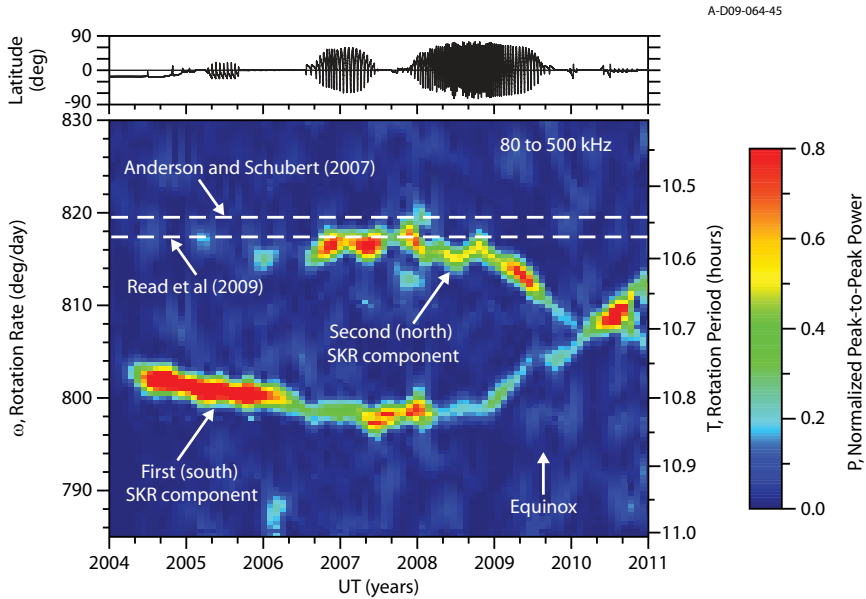 A-D09-064-45
Latitude
(deg)
90
0
-90
80 to 500 kHz
Anderson and Schubert (2007)
Read et al (2009)
Second (north)
SKR component
First (south)
SKR component
Equinox
ω, Rotation Rate (deg/day)
830
820
810
800
790
T, Rotation Period (hours)
10.5
10.6
10.7
10.8
10.9
11.0
2004 2005 2006 2007 2008 2009 2010 2011
UT (years)
0.8
0.6
0.4
0.2
0.0
P, Normalized Peak-to-Peak Power